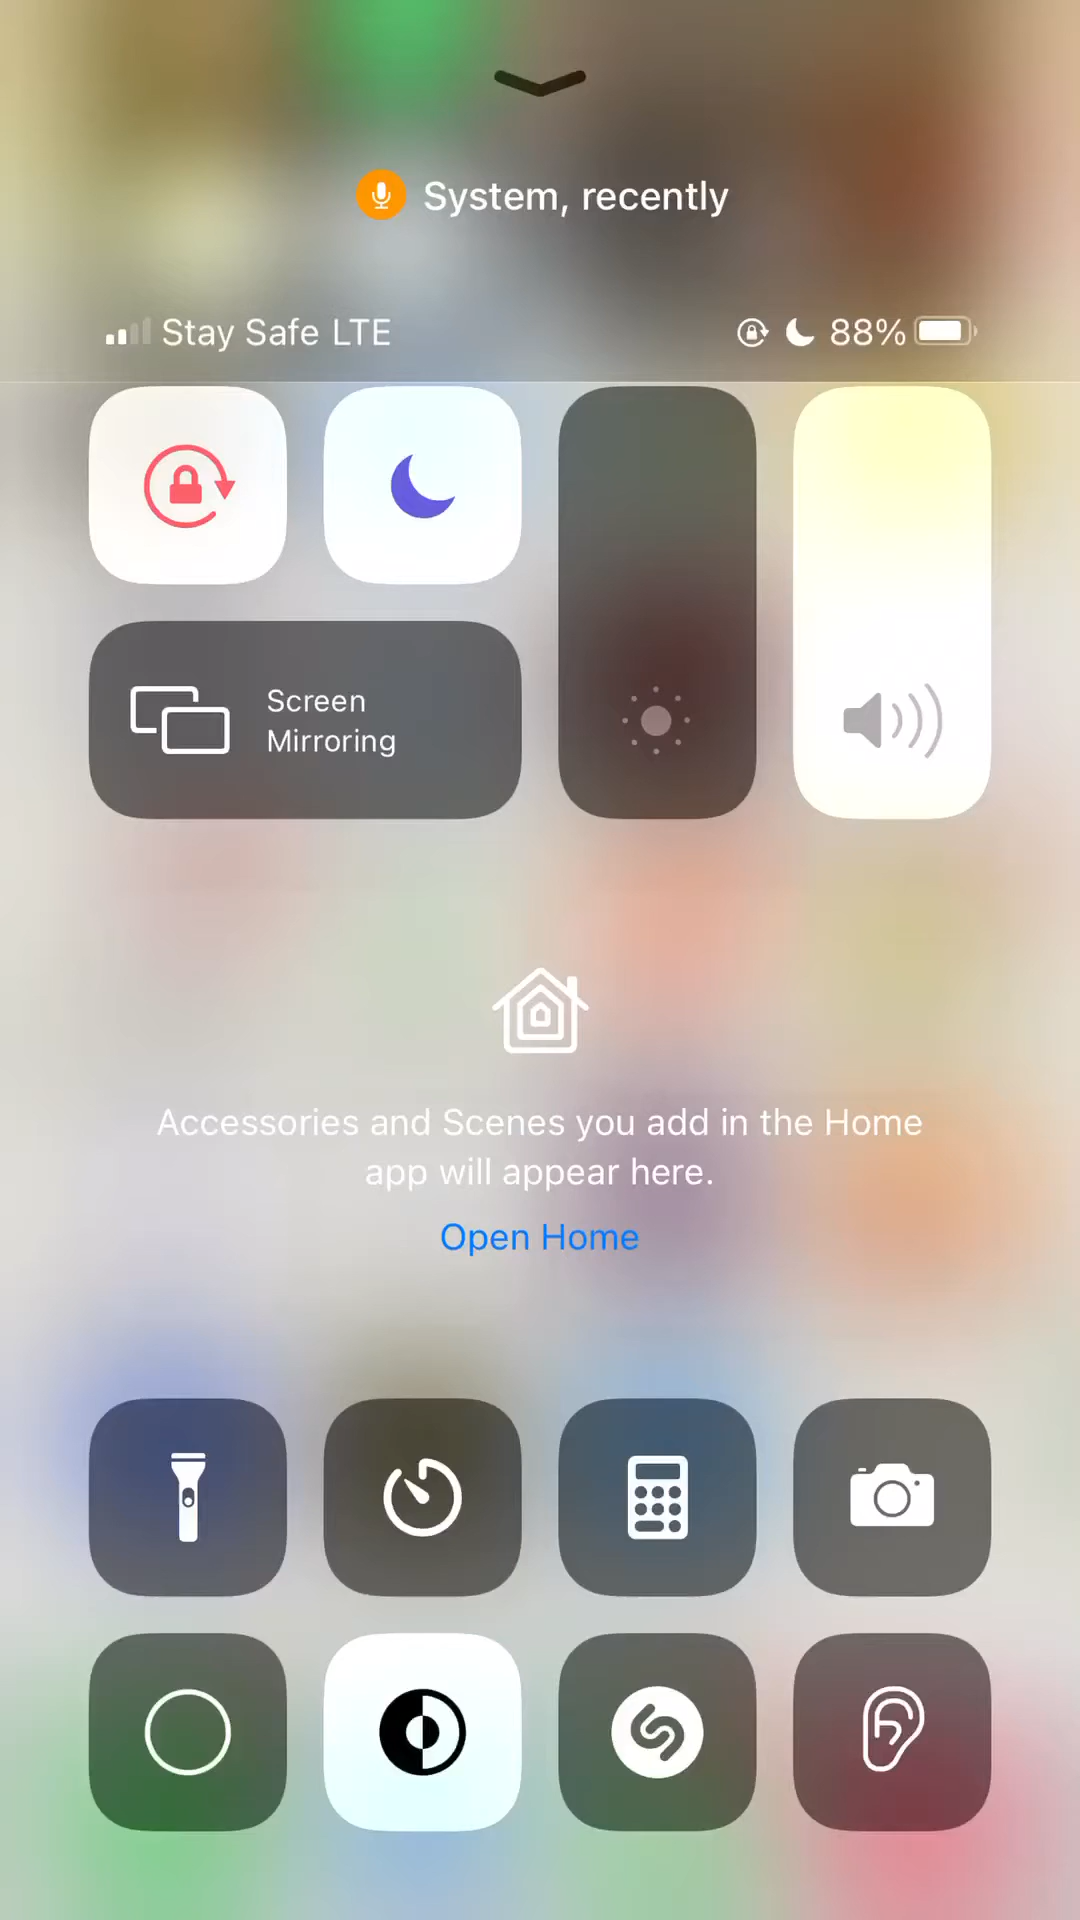 System, recently
Stay Safe LTE 88%
Screen
Mirroring
Accessories and Scenes you add in the Home
app will appear here.
Open Home